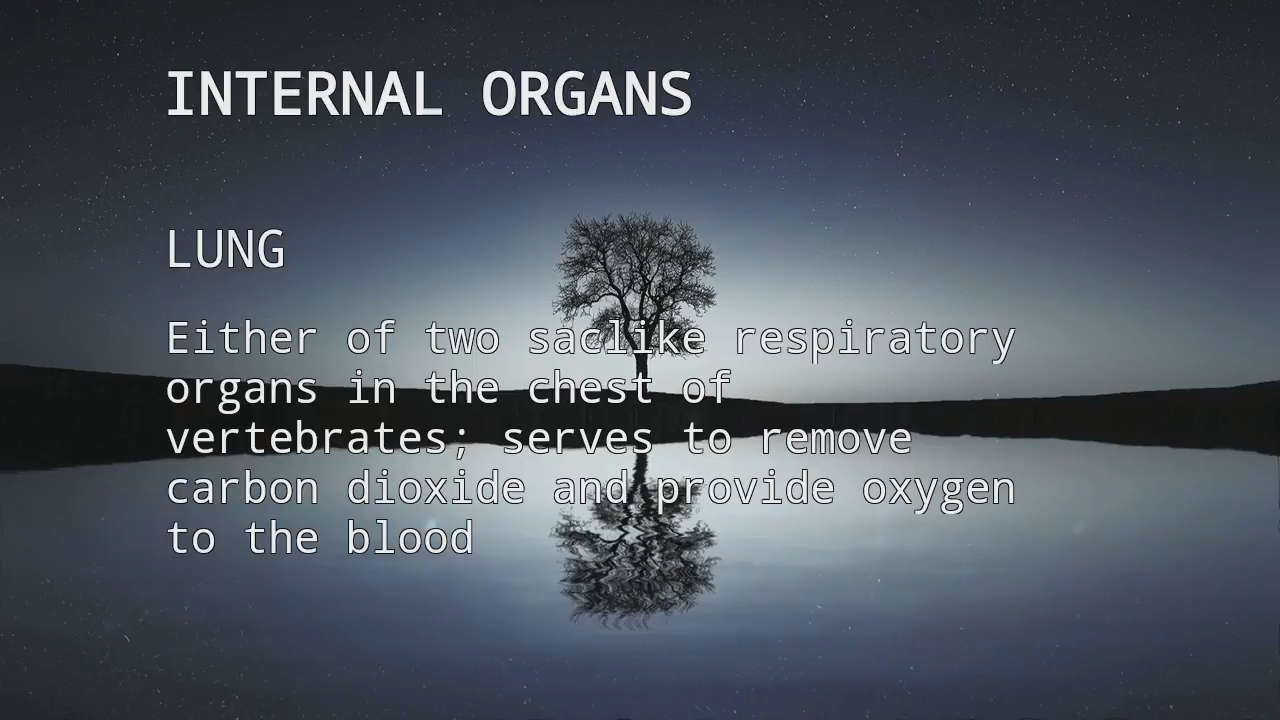 INTERNAL ORGANS
LUNG
Either of two saclike respiratory
organs in the chest of
vertebrates; serves to remove
carbon dioxide and provide oxygen
to the blood